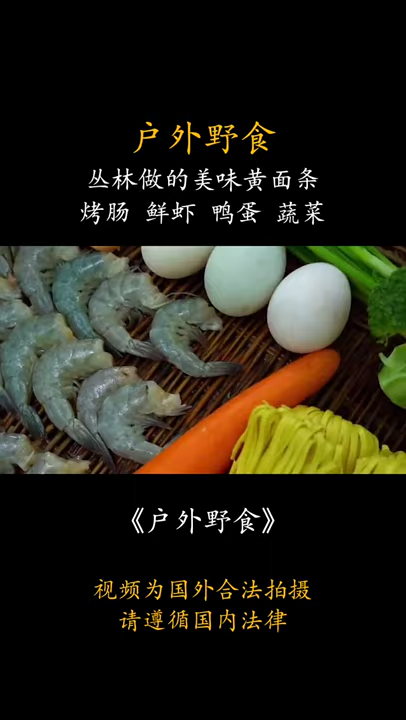 户外野食
丛林做的美味黄面条
烤肠 鲜虾 鸭蛋 蔬菜
《户外野食》
视频为国外合法拍摄
请遵循国内法律